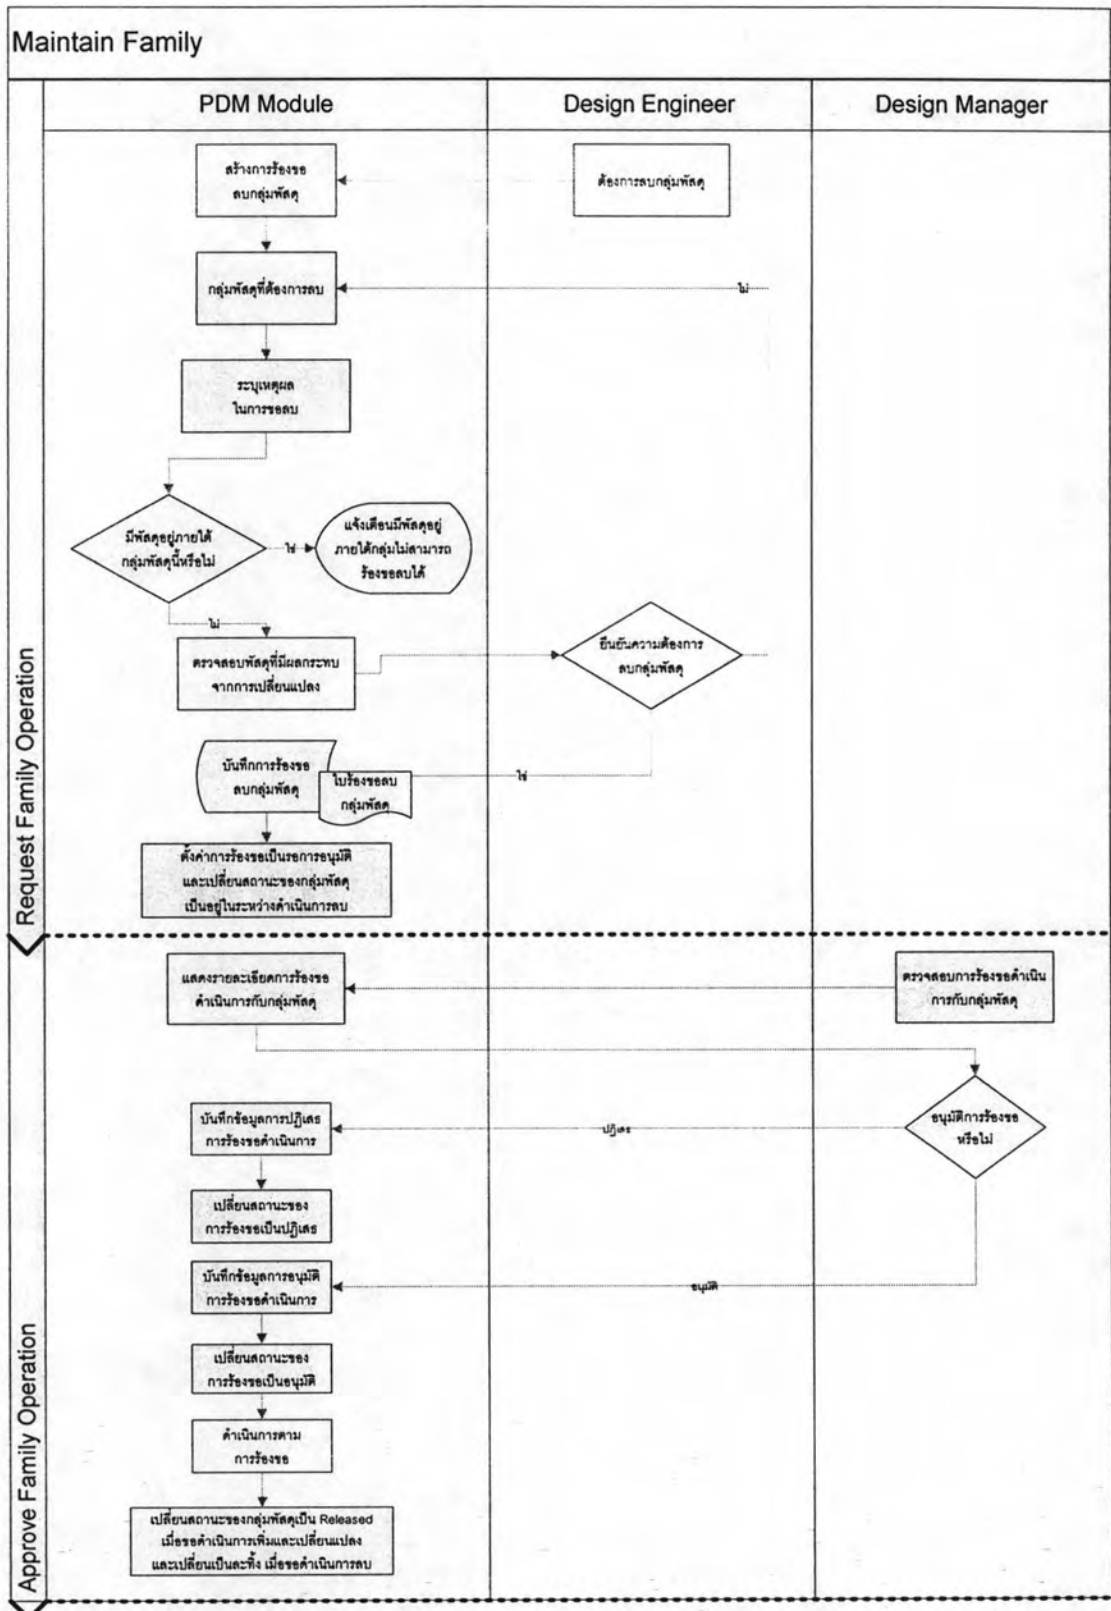 Maintain Family
PDM Module
Design Engineer
Design Manager
Request Family Operation
สร้างการร้องขอ
ลบกลุ่มพัสดุ
ต้องการลบกลุ่มพัสดุ
กลุ่มพัสดุที่ต้องการลบ
ไม่
ระบุเหตุผล
ในการขอลบ
มีพัสดุอยู่ภายใต้
กลุ่มพัสดุนี้หรือไม่
ใช่
แจ้งเตือนมีพัสดุอยู่
ภายใต้กลุ่มไม่สามารถ
ร้องขอลบได้
ไม่
ตรวจสอบพัสดุที่มีผลกระทบ
จากการเปลี่ยนแปลง
ยืนยันความต้องการ
ลบกลุ่มพัสดุ
บันทึกการร้องขอ
ลบกลุ่มพัสดุ
ใบร้องขอลบ
กลุ่มพัสดุ
ใช่
ตั้งค่าการร้องขอเป็นรอการอนุมัติ
และเปลี่ยนสถานะของกลุ่มพัสดุ
เป็นอยู่ในระหว่างดำเนินการลบ
Approve Family Operation
แสดงรายละเอียดการร้องขอ
ดำเนินการกับกลุ่มพัสดุ
ตรวจสอบการร้องขอดำเนิน
การกับกลุ่มพัสดุ
บันทึกข้อมูลการปฏิเสธ
การร้องขอดำเนินการ
ปฏิเสธ
อนุมัติการร้องขอ
หรือไม่
เปลี่ยนสถานะของ
การร้องขอเป็นปฏิเสธ
บันทึกข้อมูลการอนุมัติ
การร้องขอดำเนินการ
อนุมัติ
เปลี่ยนสถานะของ
การร้องขอเป็นอนุมัติ
ดำเนินการตาม
การร้องขอ
เปลี่ยนสถานะของกลุ่มพัสดุเป็น Released
เมื่อขอดำเนินการเพิ่มและเปลี่ยนแปลง
และเปลี่ยนเป็นละทิ้ง เมื่อขอดำเนินการลบ